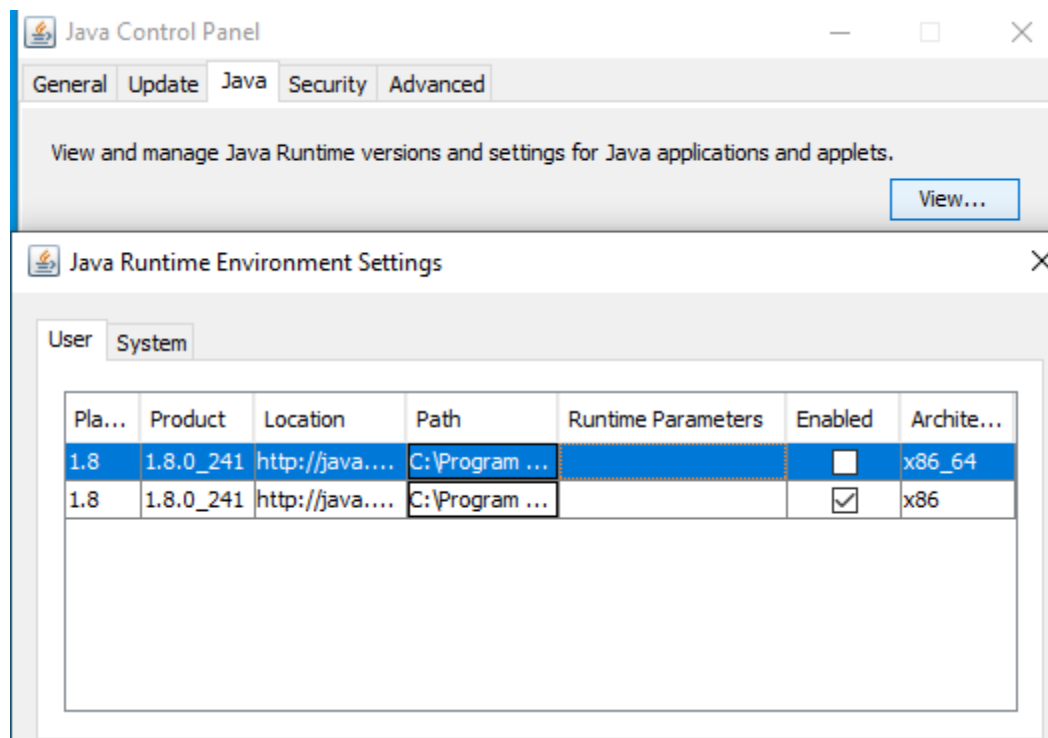 Java Control Panel
General Update Java Security Advanced
View and manage Java Runtime versions and settings for Java applications and applets.
View...
Java Runtime Environment Settings
User System
Pla... Product Location Path Runtime Parameters Enabled Archite...
1.8 1.8.0_241 http://java.... C:\Program ... x86_64
1.8 1.8.0_241 http://java.... C:\Program ... x86